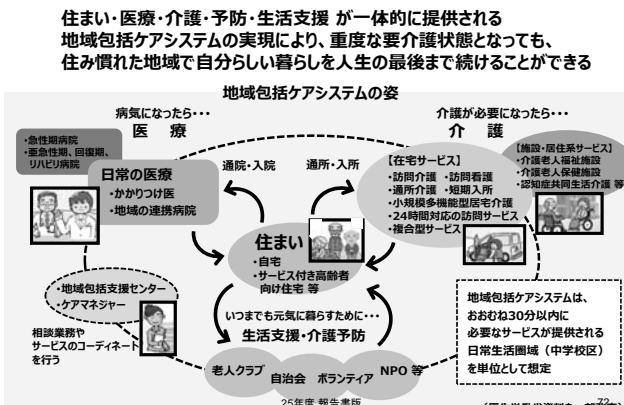 住まい・医療・介護・予防・生活支援 が一体的に提供される
地域包括ケアシステムの実現により、重度な要介護状態となっても、
住み慣れた地域で自分らしい暮らしを人生の最後まで続けることができる
地域包括ケアシステムの姿
病気になったら・・・
医 療
・急性期病院
・亜急性期、回復期、
リハビリ病院
日常の医療
・かかりつけ医
・地域の連携病院
通院・入院
通所・入所
介護が必要になったら・・・
介 護
【在宅サービス】
・訪問介護 ・訪問看護
・通所介護 ・短期入所
・小規模多機能型居宅介護
・24時間対応の訪問サービス
・複合型サービス
【施設・居住系サービス】
・介護老人福祉施設
・介護老人保健施設
・認知症共同生活介護 等
住まい
・自宅
・サービス付き高齢者
向け住宅 等
・地域包括支援センター
・ケアマネジャー
相談業務や
サービスのコーディネート
を行う
いつまでも元気に暮らすために・・・
生活支援・介護予防
老人クラブ
自治会
ボランティア
NPO 等
地域包括ケアシステムは、
おおむね30分以内に
必要なサービスが提供される
日常生活圏域（中学校区）
を単位として想定
25年度 報告書版
72